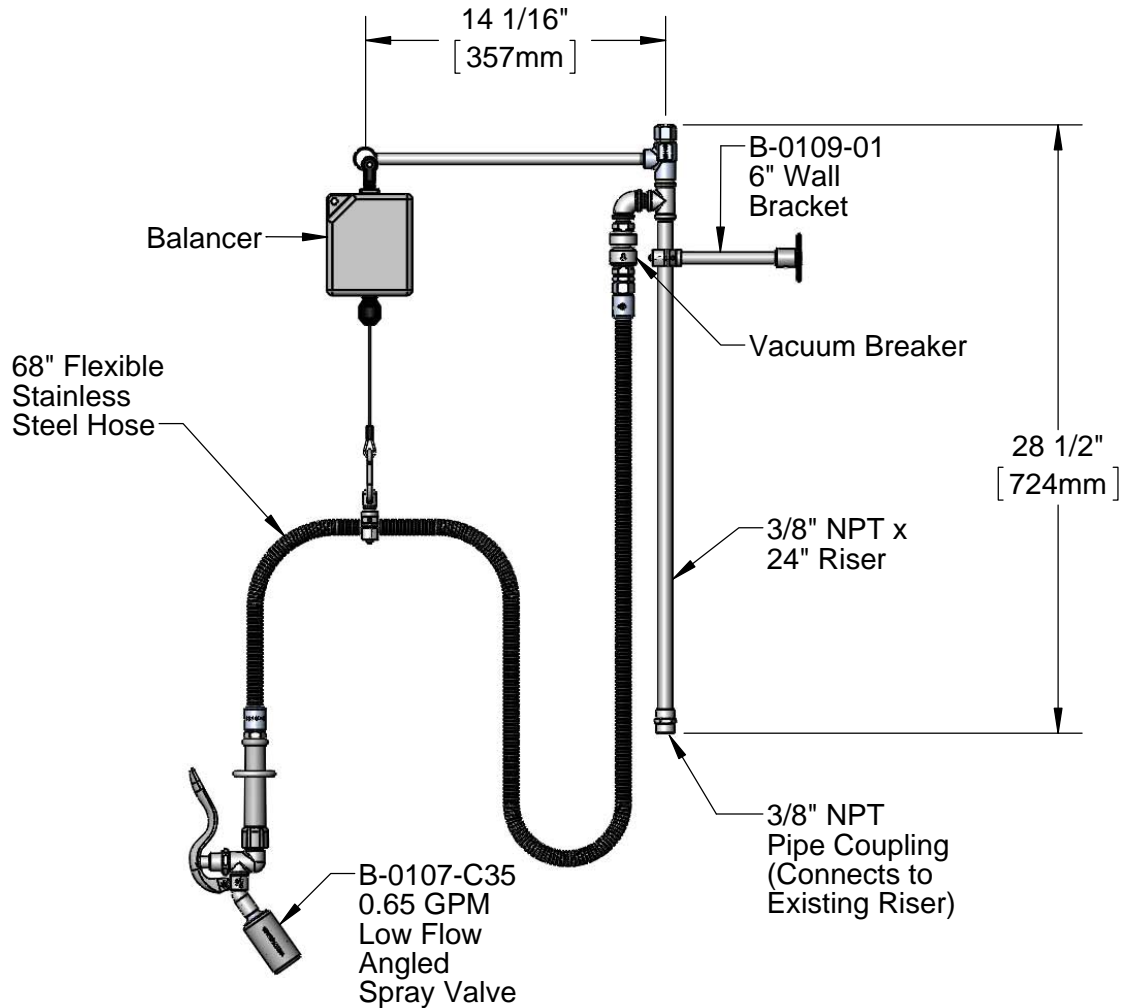 14 1/16"
[357mm]
B-0109-01
6" Wall
Bracket
Balancer
Vacuum Breaker
68" Flexible
Stainless
Steel Hose
28 1/2"
[724mm]
3/8" NPT x
24" Riser
3/8" NPT
Pipe Coupling
(Connects to
Existing Riser)
B-0107-C35
0.65 GPM
Low Flow
Angled
Spray Valve